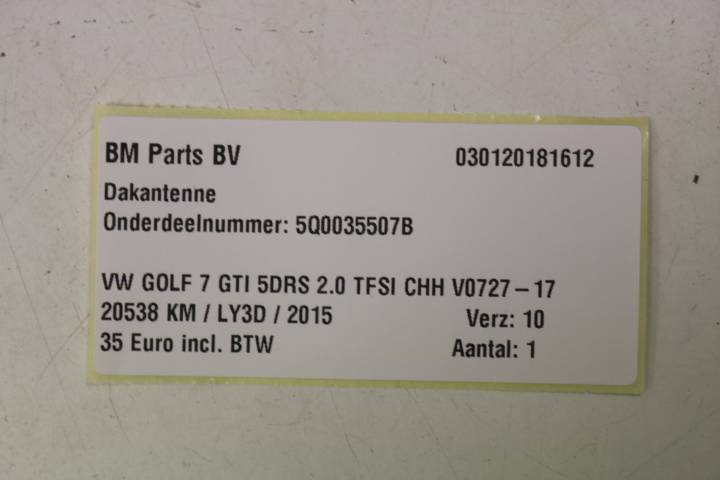 BM Parts BV 030120181612
Dakantenne
Onderdeelnummer: 5Q0035507B
VW GOLF 7 GTI 5DRS 2.0 TFSI CHH V0727-17
20538 KM / LY3D / 2015 Verz: 10
35 Euro incl. BTW Aantal: 1